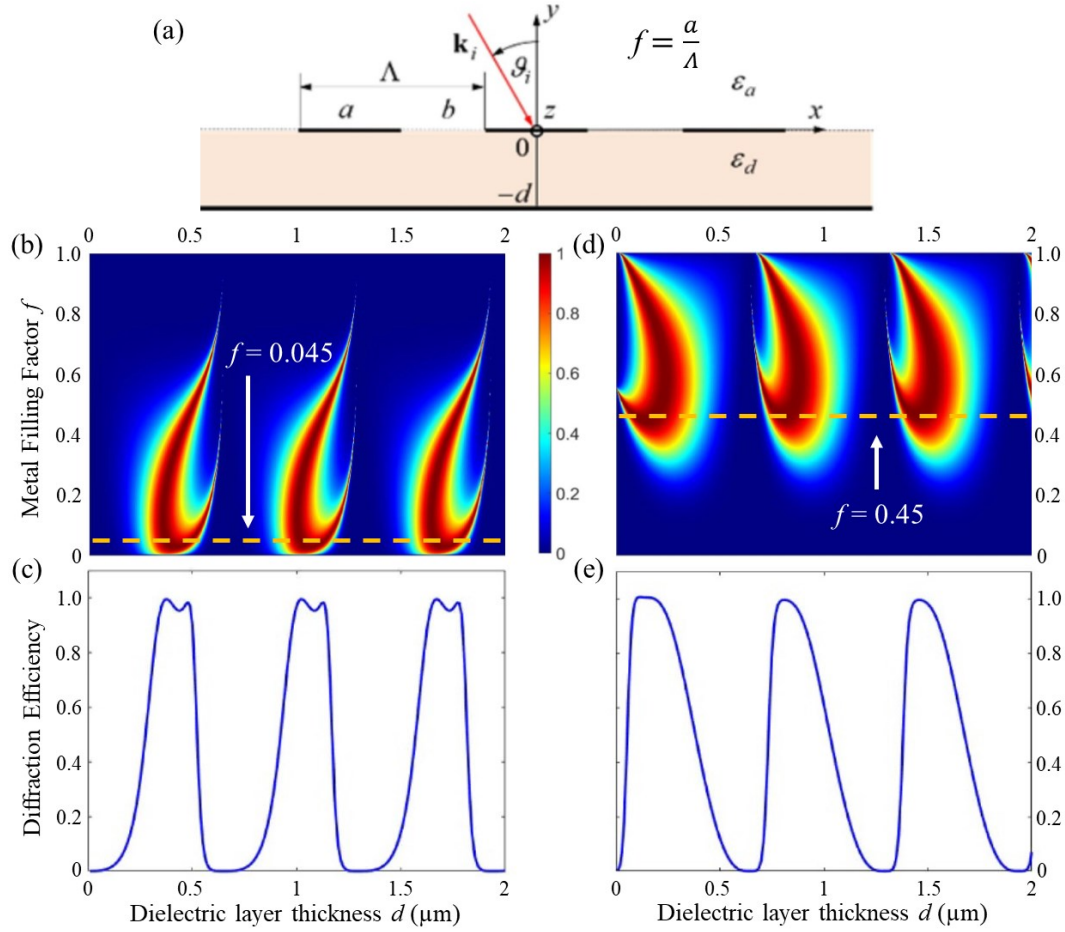 (a)
y
k i
ϑi
f = a/Λ
Λ
εa
a
b
z
x
0
εd
−d
(b)
0
0.5
1
1.5
2
(d)
0
0.5
1
1.5
2
Metal Filling Factor f
1.0
0.8
0.6
0.4
0.2
0
f = 0.045
1
0.8
0.6
0.4
0.2
0
f = 0.45
1.0
0.8
0.6
0.4
0.2
0
(c)
(e)
Diffraction Efficiency
1.0
0.8
0.6
0.4
0.2
0
1.0
0.8
0.6
0.4
0.2
0
0
0.5
1
1.5
2
0
0.5
1
1.5
2
Dielectric layer thickness d (μm)
Dielectric layer thickness d (μm)